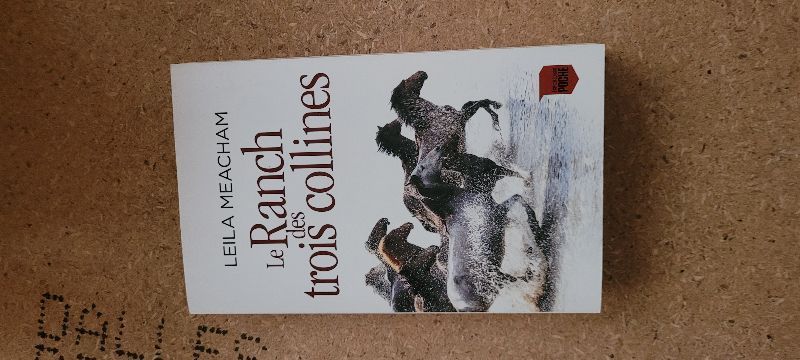 LEILA MEACHAM
Le Ranch
des
trois collines
POCHE